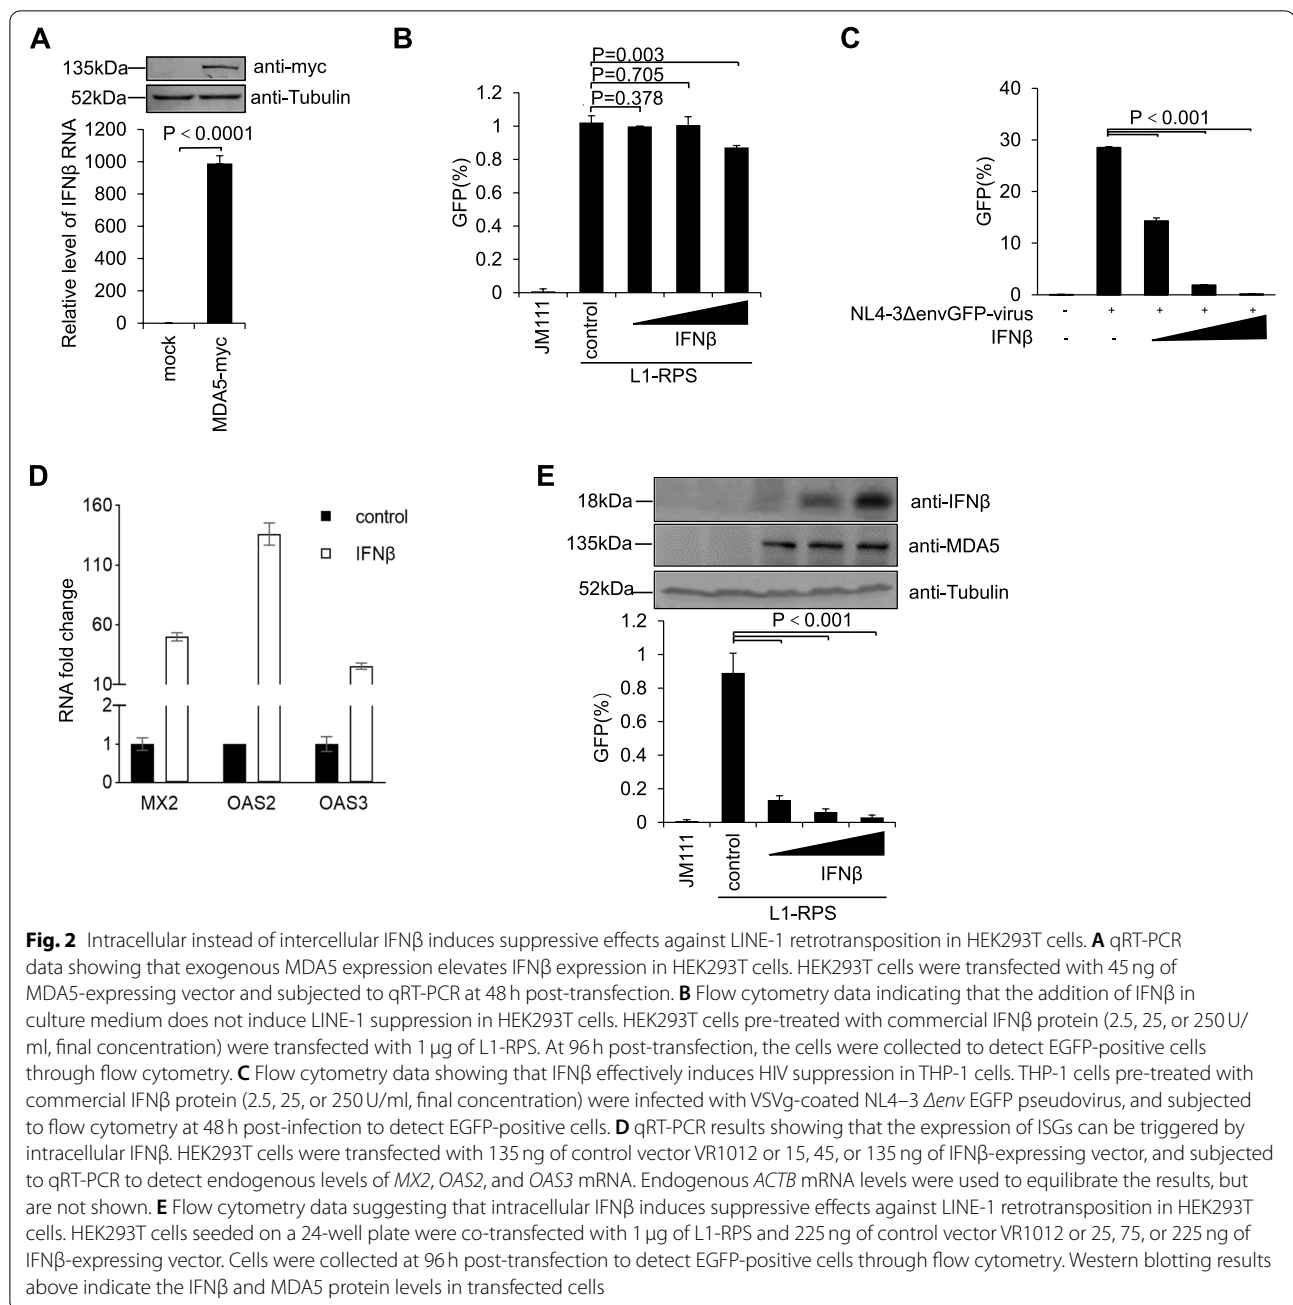 A
135kDa
anti-myc
52kDa
anti-Tubulin
P < 0.0001
Relative level of IFNβ RNA
1200
1000
800
600
400
200
0
mock
MDA5-myc
B
P=0.003
P=0.705
P=0.378
GFP(%)
1.2
1
0.8
0.6
0.4
0.2
0
JM111
control
IFNβ
L1-RPS
C
P < 0.001
GFP(%)
40
30
20
10
0
NL4-3ΔenvGFP-virus - + + + +
IFNβ - -
D
RNA fold change
160
110
60
10
2
1
0
control
IFNβ
MX2 OAS2 OAS3
E
18kDa
anti-IFNβ
135kDa
anti-MDA5
52kDa
anti-Tubulin
P < 0.001
GFP(%)
1.2
1
0.8
0.6
0.4
0.2
0
JM111
control
IFNβ
L1-RPS
Fig. 2 Intracellular instead of intercellular IFNβ induces suppressive effects against LINE-1 retrotransposition in HEK293T cells. A qRT-PCR
data showing that exogenous MDA5 expression elevates IFNβ expression in HEK293T cells. HEK293T cells were transfected with 45 ng of
MDA5-expressing vector and subjected to qRT-PCR at 48 h post-transfection. B Flow cytometry data indicating that the addition of IFNβ in
culture medium does not induce LINE-1 suppression in HEK293T cells. HEK293T cells pre-treated with commercial IFNβ protein (2.5, 25, or 250 U/
ml, final concentration) were transfected with 1 μg of L1-RPS. At 96 h post-transfection, the cells were collected to detect EGFP-positive cells
through flow cytometry. C Flow cytometry data showing that IFNβ effectively induces HIV suppression in THP-1 cells. THP-1 cells pre-treated with
commercial IFNβ protein (2.5, 25, or 250 U/ml, final concentration) were infected with VSVg-coated NL4–3 Δenv EGFP pseudovirus, and subjected
to flow cytometry at 48 h post-infection to detect EGFP-positive cells. D qRT-PCR results showing that the expression of ISGs can be triggered by
intracellular IFNβ. HEK293T cells were transfected with 135 ng of control vector VR1012 or 15, 45, or 135 ng of IFNβ-expressing vector, and subjected
to qRT-PCR to detect endogenous levels of MX2, OAS2, and OAS3 mRNA. Endogenous ACTB mRNA levels were used to equilibrate the results, but
are not shown. E Flow cytometry data suggesting that intracellular IFNβ induces suppressive effects against LINE-1 retrotransposition in HEK293T
cells. HEK293T cells seeded on a 24-well plate were co-transfected with 1 μg of L1-RPS and 225 ng of control vector VR1012 or 25, 75, or 225 ng of
IFNβ-expressing vector. Cells were collected at 96 h post-transfection to detect EGFP-positive cells through flow cytometry. Western blotting results
above indicate the IFNβ and MDA5 protein levels in transfected cells